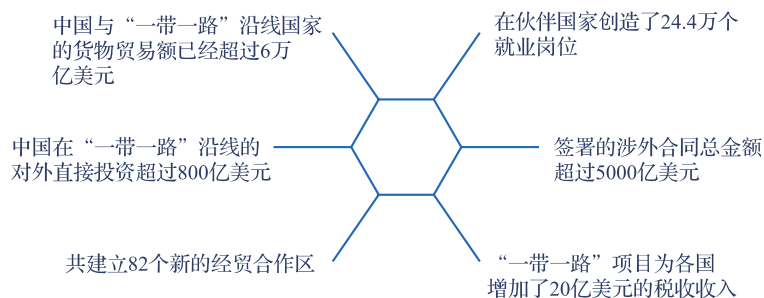 中国与“一带一路”沿线国家
的货物贸易额已经超过6万
亿美元
在伙伴国家创造了24.4万个
就业岗位
中国在“一带一路”沿线的
对外直接投资超过800亿美元
签署的涉外合同总金额
超过5000亿美元
共建立82个新的经贸合作区
“一带一路”项目为各国
增加了20亿美元的税收收入